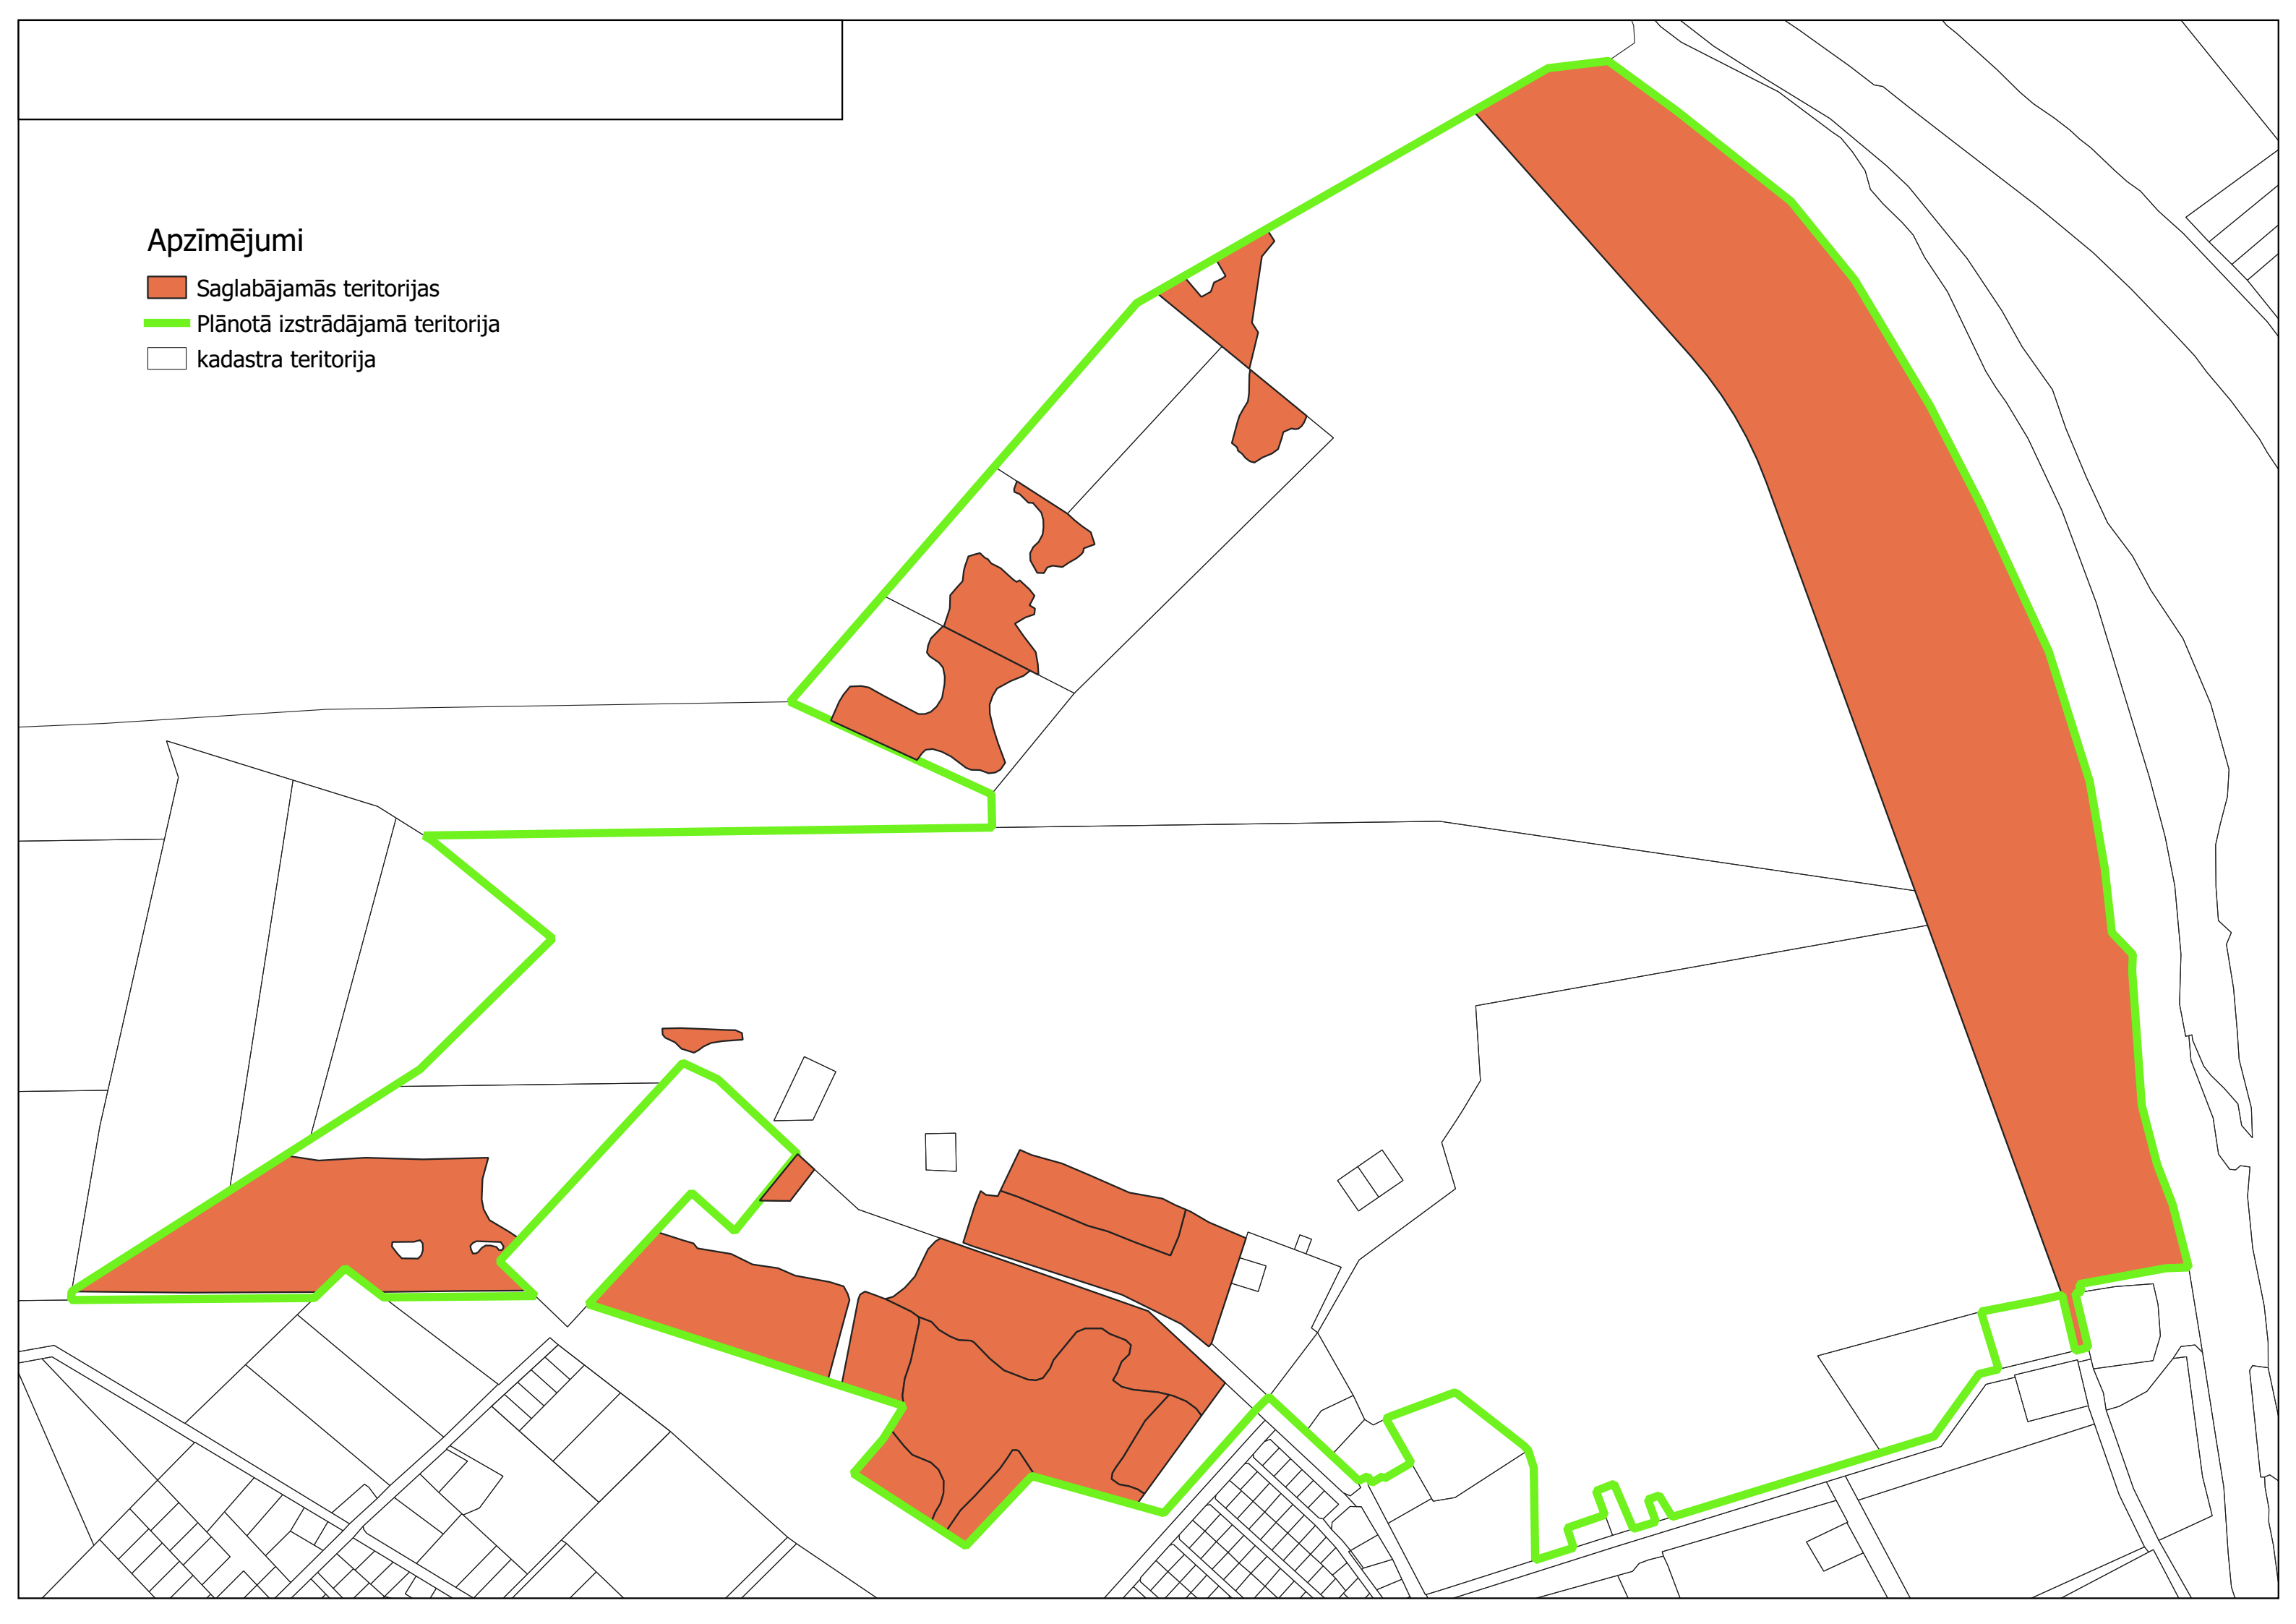 Apzīmējumi
Saglabājamās teritorijas
Plānotā izstrādājamā teritorija
kadastra teritorija